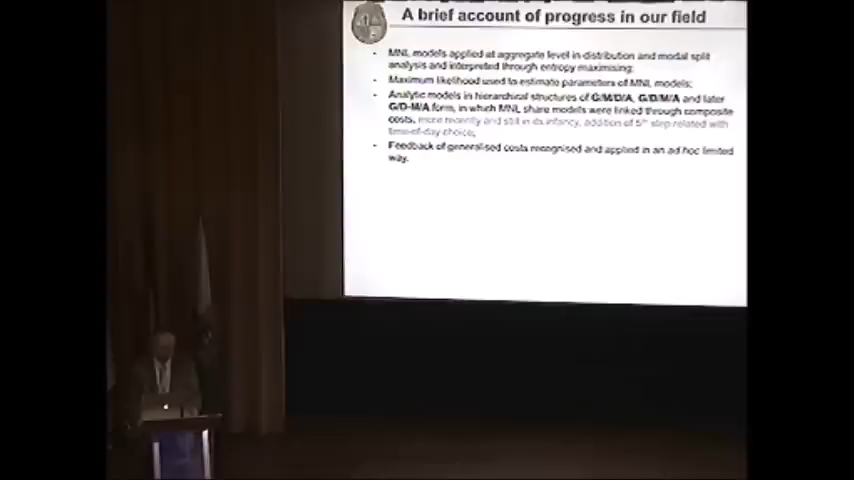 A brief account of progress in our field
- MNL models applied at aggregate level in distribution and modal split
analysis and interpreted through entropy maximising;
- Maximum likelihood used to estimate parameters of MNL models;
- Analytic models in hierarchical structures of G/M/D/A, G/D/M/A and later
G/D-M/A form, in which MNL share models were linked through composite
costs, more recently and still in its infancy, addition of 5th step related with
time-of-day choice;
- Feedback of generalised costs recognised and applied in an ad hoc limited
way.